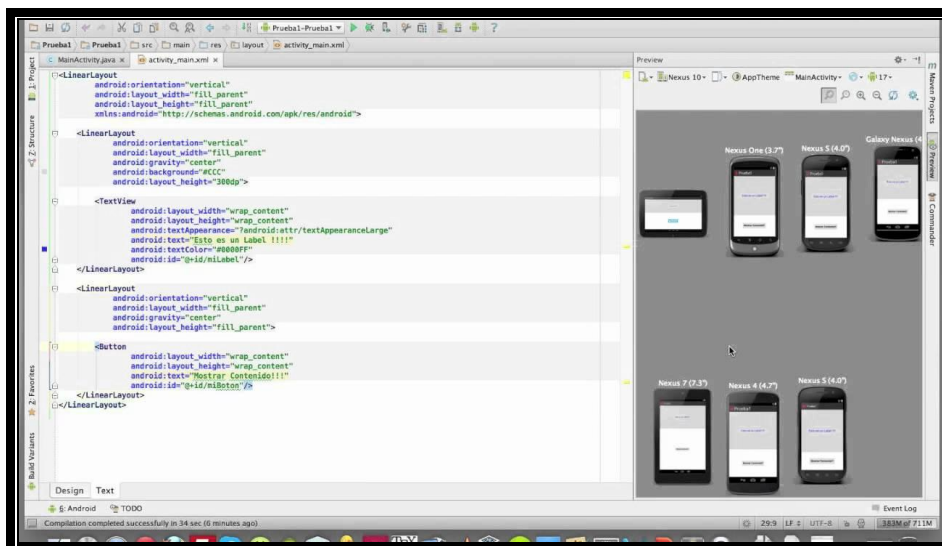 Prueba1-Prueba1
Prueba1 Prueba1 src main res layout activity_main.xml
MainActivity.java activity_main.xml
<LinearLayout
android:orientation="vertical"
android:layout_width="fill_parent"
android:layout_height="fill_parent"
xmlns:android="http://schemas.android.com/apk/res/android">
<LinearLayout
android:orientation="vertical"
android:layout_width="fill_parent"
android:gravity="center"
android:background="#CCC"
android:layout_height="300dp">
<TextView
android:layout_width="wrap_content"
android:layout_height="wrap_content"
android:textAppearance="?android:attr/textAppearanceLarge"
android:text="Esto es un Label !!!!"
android:textColor="#0000FF"
android:id="@+id/miLabel"/>
</LinearLayout>
<LinearLayout
android:orientation="vertical"
android:layout_width="fill_parent"
android:gravity="center"
android:layout_height="fill_parent">
<Button
android:layout_width="wrap_content"
android:layout_height="wrap_content"
android:text="Mostrar Contenido!!!"
android:id="@+id/miBoton"/>
</LinearLayout>
</LinearLayout>
Design Text
1: Project
Z: Structure
2: Favorites
Build Variants
Preview
Nexus 10 AppTheme MainActivity 17
Nexus One (3.7") Nexus S (4.0") Galaxy Nexus (4
Nexus 7 (7.3") Nexus 4 (4.7") Nexus S (4.0")
Maven Projects
Preview
Commander
6: Android TODO Event Log
Compilation completed successfully in 34 sec (6 minutes ago) 29:9 LF UTF-8 383M of 711M